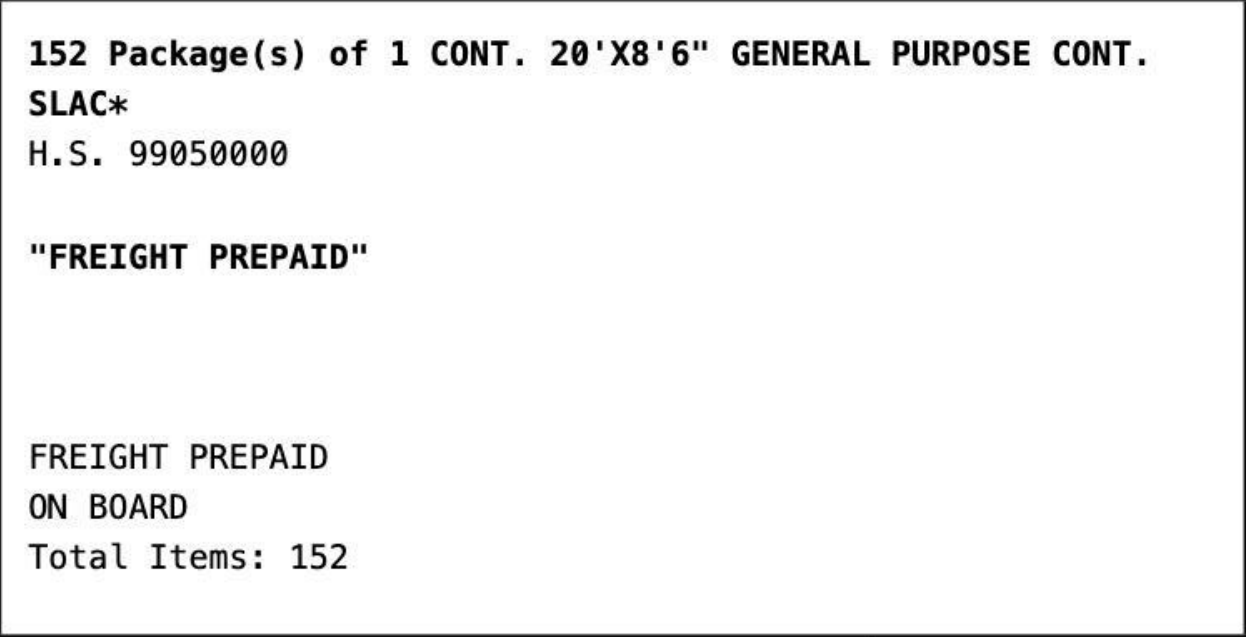 152 Package(s) of 1 CONT. 20'X8'6" GENERAL PURPOSE CONT.
SLAC*
H.S. 99050000
"FREIGHT PREPAID"
FREIGHT PREPAID
ON BOARD
Total Items: 152